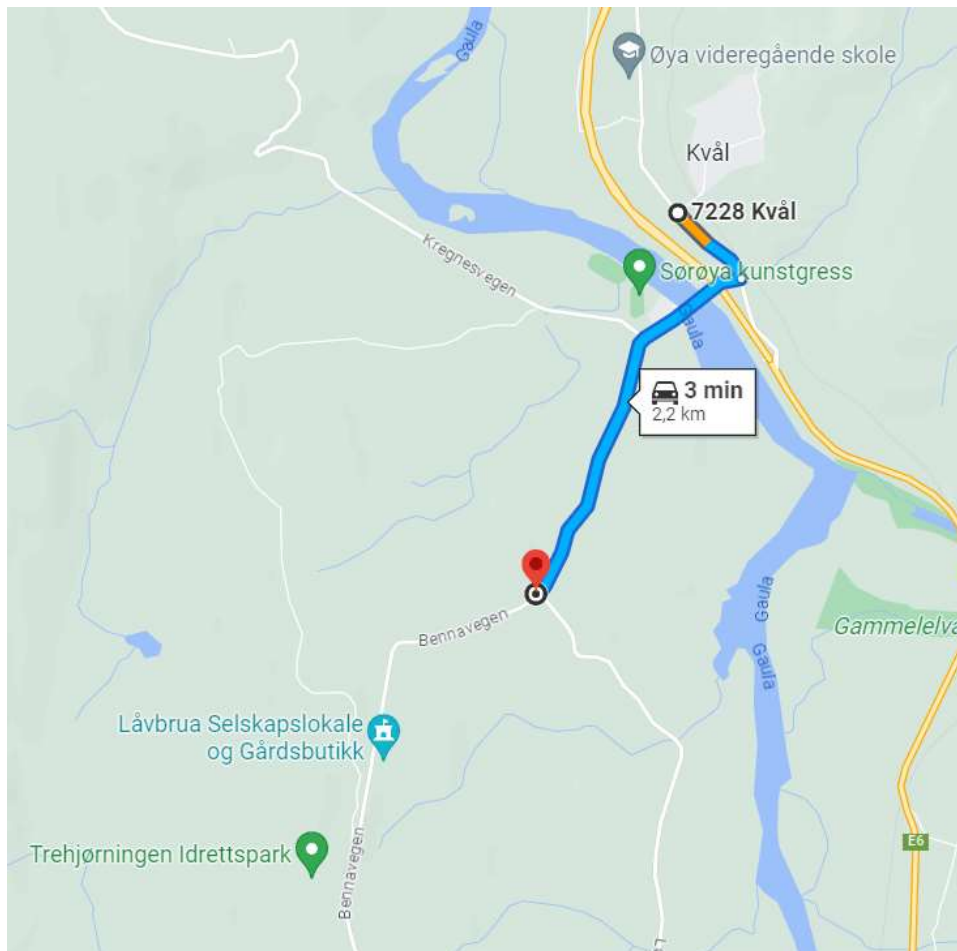 Gaula
Øya videregående skole
Kvål
7228 Kvål
Kregnesvegen
Sørøya kunstgress
Gaula
3 min
2,2 km
Gaula
Gammelelva
Bennavegen
Gaula
Låvbrua Selskapslokale
og Gårdsbutikk
E6
Trehjørningen Idrettspark
Bennavegen